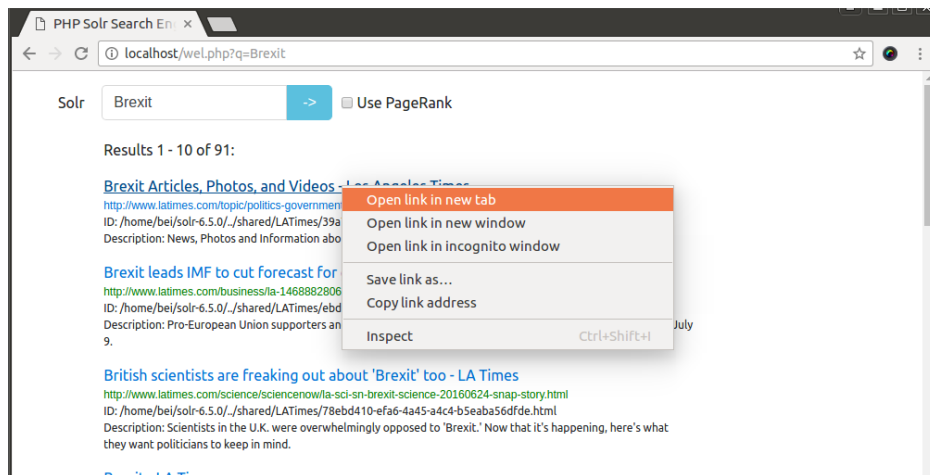 PHP Solr Search En
localhost/wel.php?q=Brexit
Solr Brexit -> Use PageRank
Results 1 - 10 of 91:
Brexit Articles, Photos, and Videos - Los Angeles Times
http://www.latimes.com/topic/politics-government
ID: /home/bei/solr-6.5.0/../shared/LATimes/39a
Description: News, Photos and Information abo
Open link in new tab
Open link in new window
Open link in incognito window
Save link as...
Copy link address
Inspect Ctrl+Shift+I
Brexit leads IMF to cut forecast for
http://www.latimes.com/business/la-1468882806
ID: /home/bei/solr-6.5.0/../shared/LATimes/ebd
Description: Pro-European Union supporters an July
9.
British scientists are freaking out about 'Brexit' too - LA Times
http://www.latimes.com/science/sciencenow/la-sci-sn-brexit-science-20160624-snap-story.html
ID: /home/bei/solr-6.5.0/../shared/LATimes/78ebd410-efa6-4a45-a4c4-b5eaba56dfde.html
Description: Scientists in the U.K. were overwhelmingly opposed to 'Brexit.' Now that it's happening, here's what
they want politicians to keep in mind.